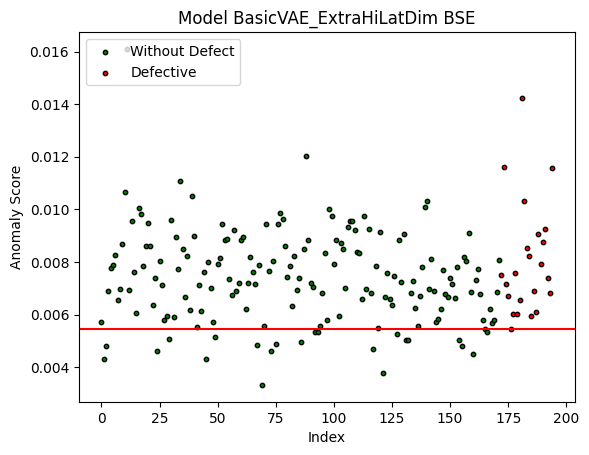 Model BasicVAE_ExtraHiLatDim BSE
Without Defect
Defective
Anomaly Score
0.016
0.014
0.012
0.010
0.008
0.006
0.004
0 25 50 75 100 125 150 175 200
Index